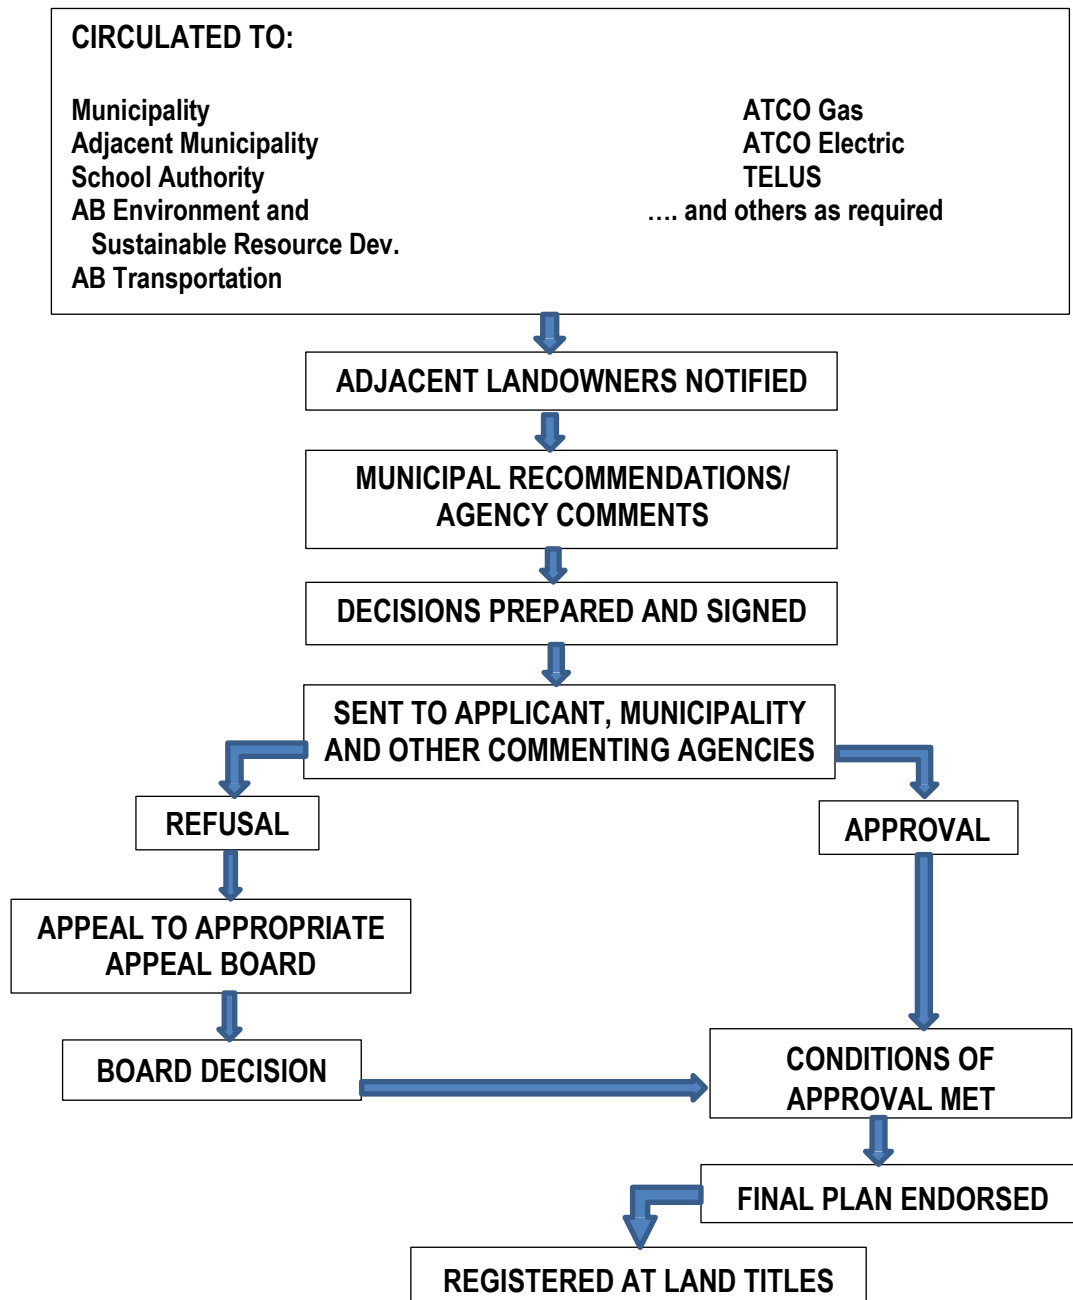 CIRCULATED TO:
Municipality
Adjacent Municipality
School Authority
AB Environment and
Sustainable Resource Dev.
AB Transportation
ATCO Gas
ATCO Electric
TELUS
…. and others as required
ADJACENT LANDOWNERS NOTIFIED
MUNICIPAL RECOMMENDATIONS/
AGENCY COMMENTS
DECISIONS PREPARED AND SIGNED
SENT TO APPLICANT, MUNICIPALITY
AND OTHER COMMENTING AGENCIES
REFUSAL
APPROVAL
APPEAL TO APPROPRIATE
APPEAL BOARD
BOARD DECISION
CONDITIONS OF
APPROVAL MET
FINAL PLAN ENDORSED
REGISTERED AT LAND TITLES